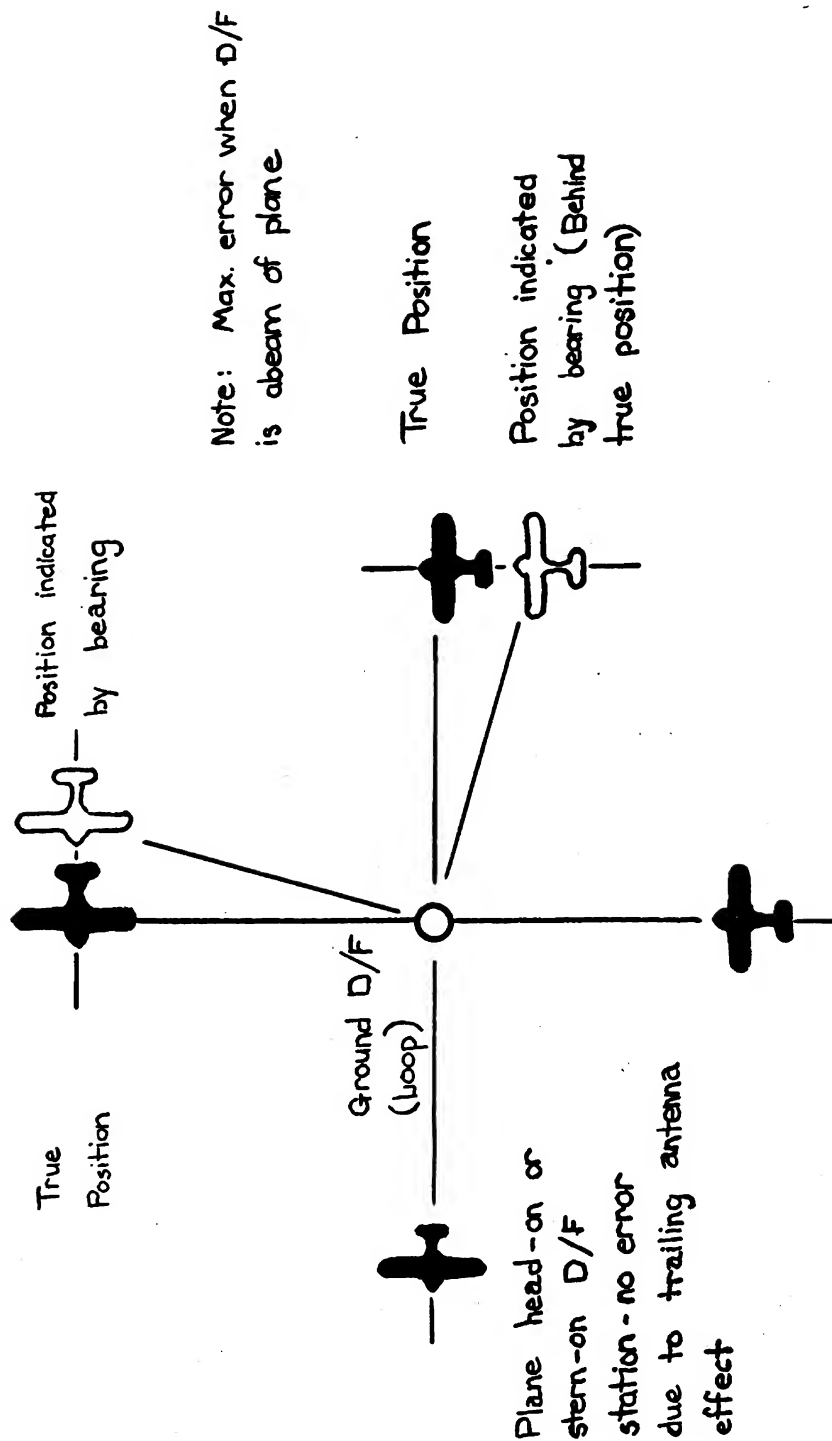 True
Position
Position indicated
by bearing
Note: Max. error when D/F
is abeam of plane
Ground D/F
(Loop)
True Position
Plane head-on or
stern-on D/F
station - no error
due to trailing antenna
effect
Position indicated
by bearing (Behind
true position)